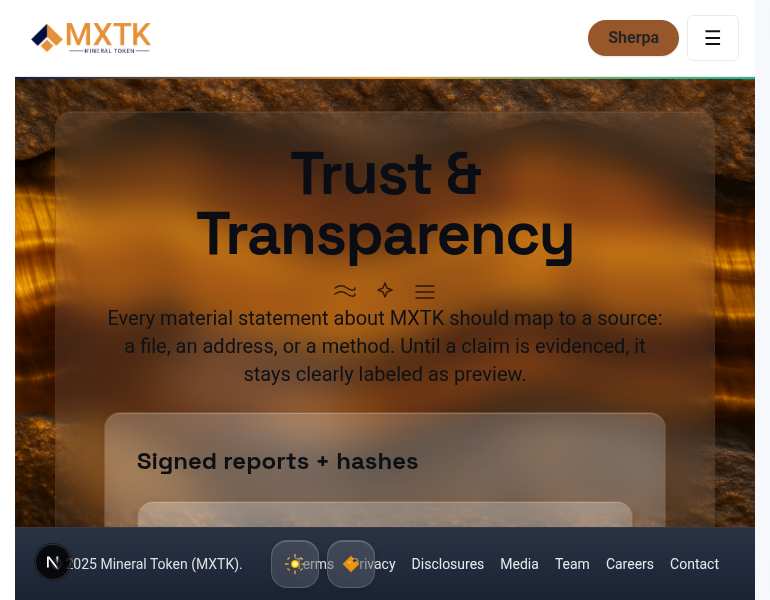 MXTK
MINERAL TOKEN
Sherpa
☰
Trust &
Transparency
Every material statement about MXTK should map to a source:
a file, an address, or a method. Until a claim is evidenced, it
stays clearly labeled as preview.
Signed reports + hashes
N
2025 Mineral Token (MXTK).
Terms Privacy Disclosures Media Team Careers Contact